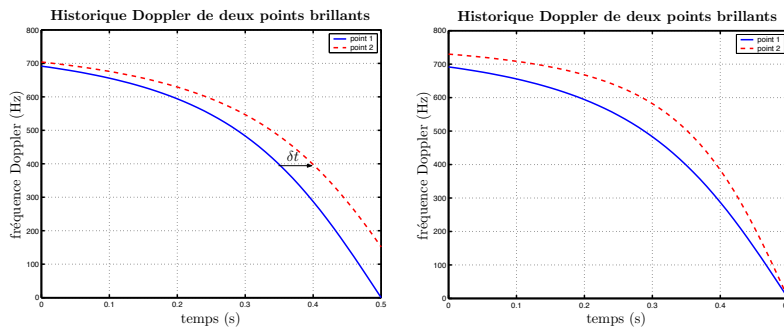 Historique Doppler de deux points brillants
800
700
600
500
400
300
200
100
0
0
0.1
0.2
0.3
0.4
0.5
fréquence Doppler (Hz)
temps (s)
point 1
point 2
δt
Historique Doppler de deux points brillants
800
700
600
500
400
300
200
100
0
0
0.1
0.2
0.3
0.4
fréquence Doppler (Hz)
temps (s)
point 1
point 2